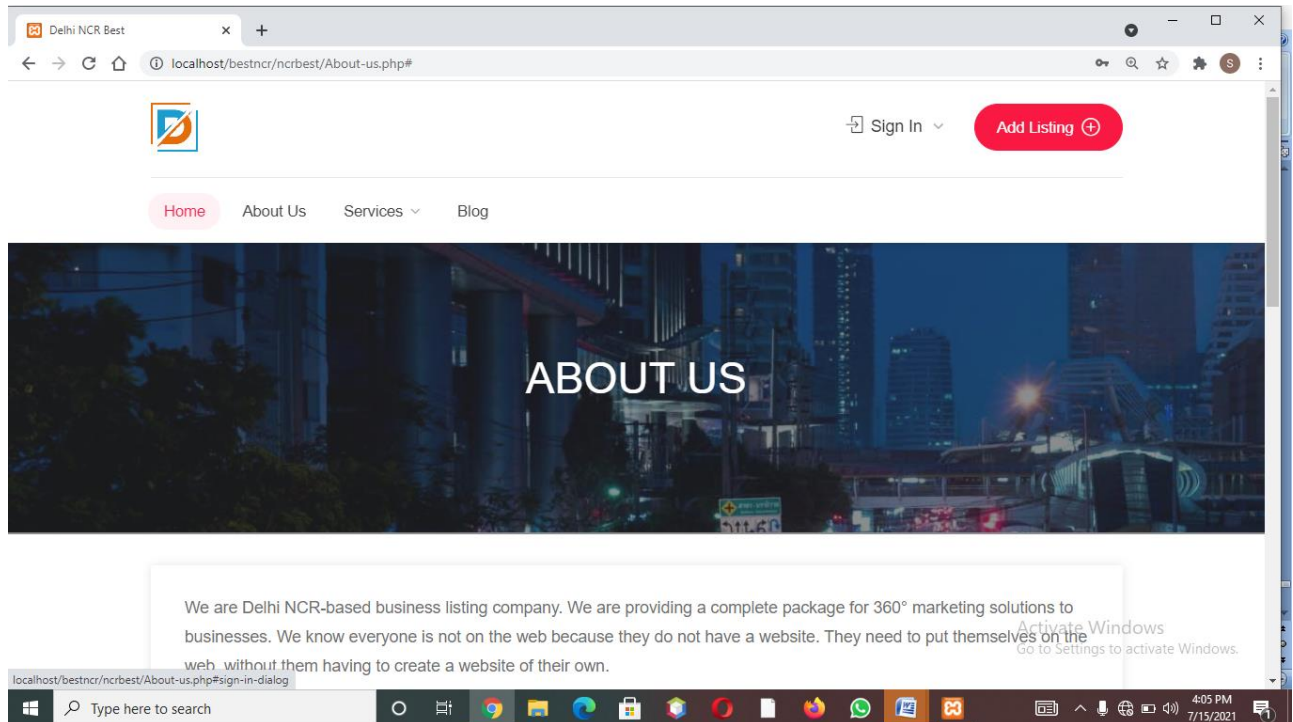 Delhi NCR Best
localhost/bestncr/ncrbest/About-us.php#
S
Sign In
Add Listing
Home About Us Services Blog
ABOUT US
We are Delhi NCR-based business listing company. We are providing a complete package for 360° marketing solutions to
businesses. We know everyone is not on the web because they do not have a website. They need to put themselves on the
web, without them having to create a website of their own.
Activate Windows
Go to Settings to activate Windows.
localhost/bestncr/ncrbest/About-us.php#sign-in-dialog
Type here to search
4:05 PM
7/15/2021